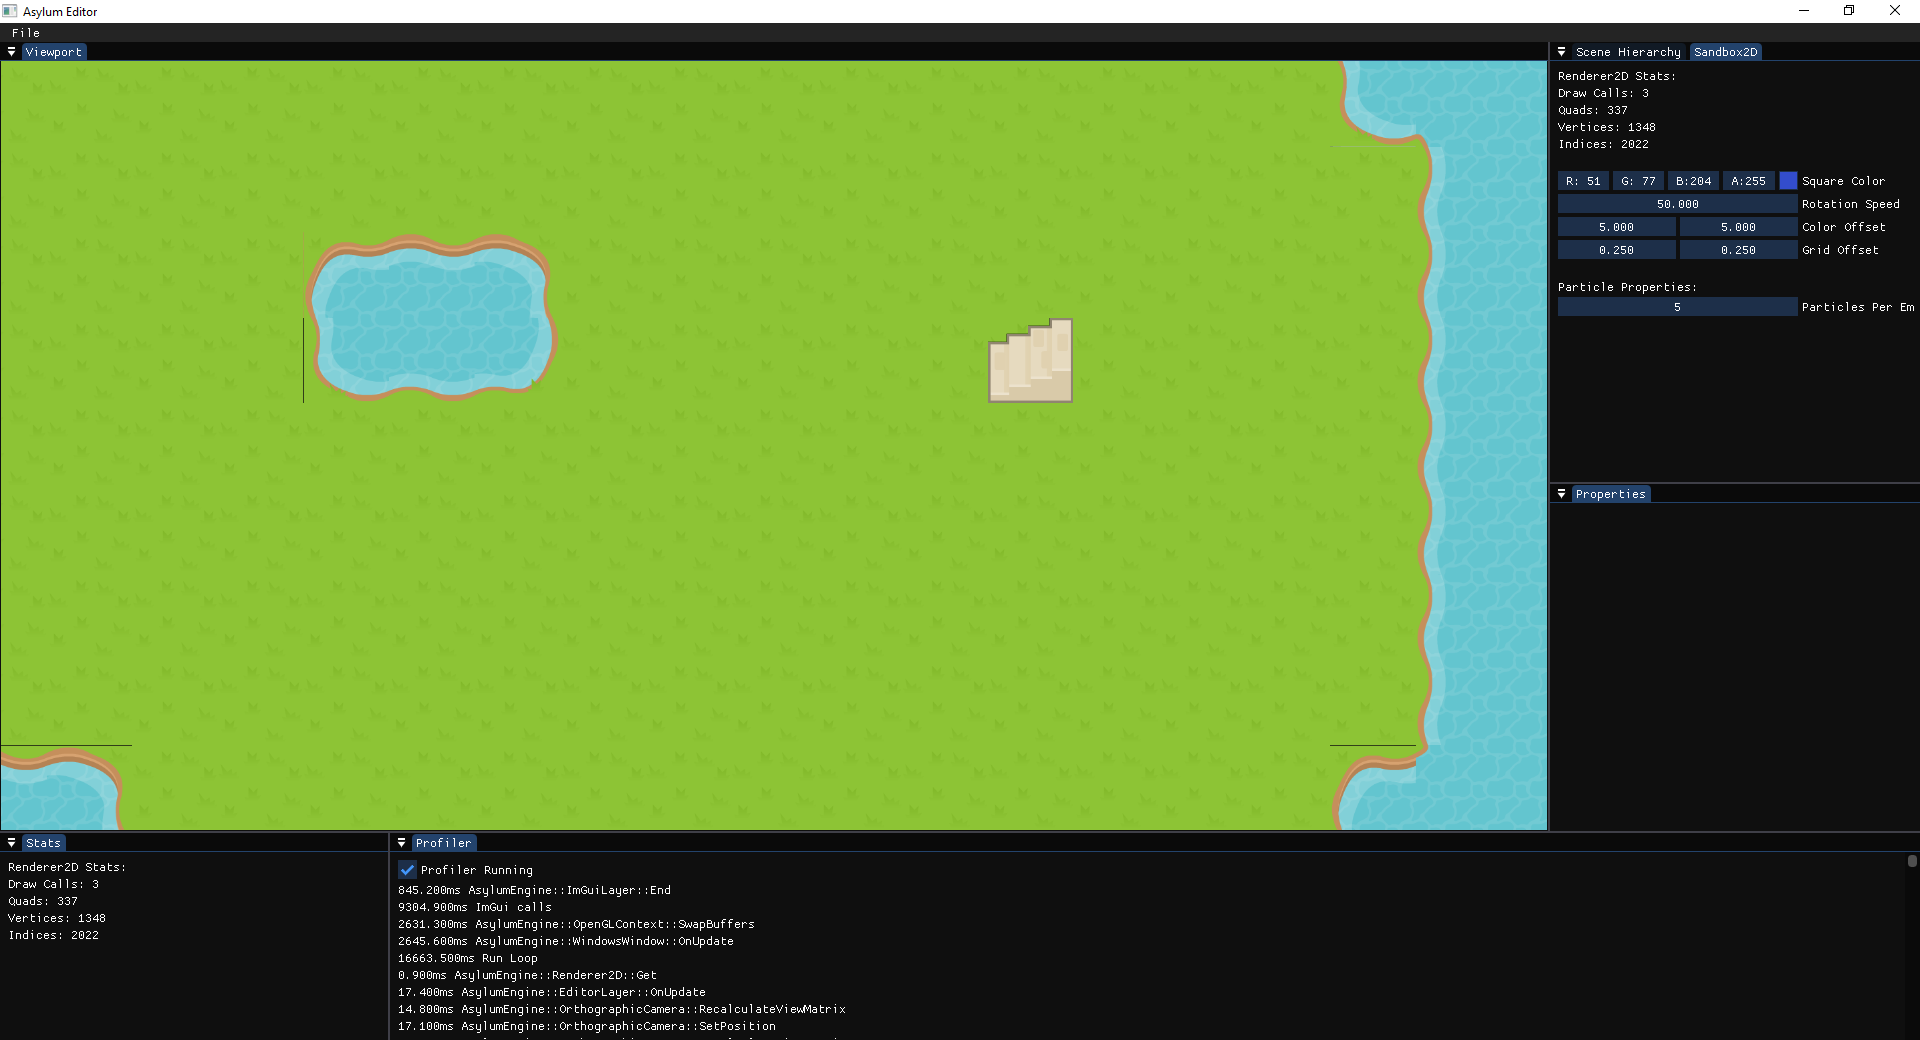 Asylum Editor
File
Viewport
Scene Hierarchy Sandbox2D
Renderer2D Stats:
Draw Calls: 3
Quads: 337
Vertices: 1348
Indices: 2022
R: 51 G: 77 B:204 A:255 Square Color
50.000 Rotation Speed
5.000 5.000 Color Offset
0.250 0.250 Grid Offset
Particle Properties:
5 Particles Per Em
Properties
Stats
Renderer2D Stats:
Draw Calls: 3
Quads: 337
Vertices: 1348
Indices: 2022
Profiler
Profiler Running
845.200ms AsylumEngine::ImGuiLayer::End
9304.900ms ImGui calls
2631.300ms AsylumEngine::OpenGLContext::SwapBuffers
2645.600ms AsylumEngine::WindowsWindow::OnUpdate
16663.500ms Run Loop
0.900ms AsylumEngine::Renderer2D::Get
17.400ms AsylumEngine::EditorLayer::OnUpdate
14.800ms AsylumEngine::OrthographicCamera::RecalculateViewMatrix
17.100ms AsylumEngine::OrthographicCamera::SetPosition